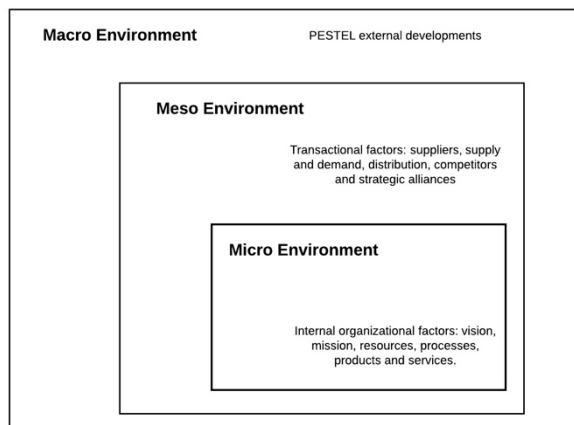 Macro Environment
PESTEL external developments
Meso Environment
Transactional factors: suppliers, supply
and demand, distribution, competitors
and strategic alliances
Micro Environment
Internal organizational factors: vision,
mission, resources, processes,
products and services.